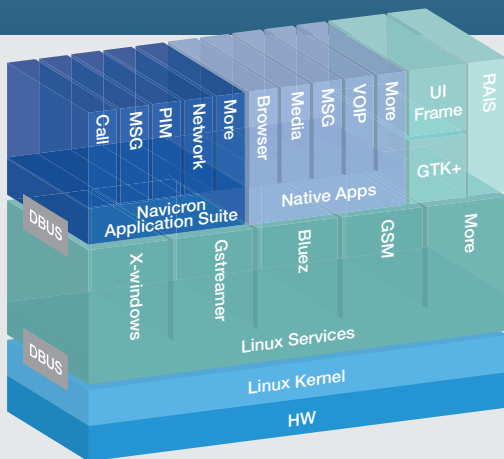 Call
MSG
PIM
Network
More
Browser
Media
MSG
VOIP
More
UI
Frame
RAIS
GTK+
Navicron
Application Suite
Native Apps
DBUS
X-windows
Gstreamer
Bluez
GSM
More
Linux Services
DBUS
Linux Kernel
HW